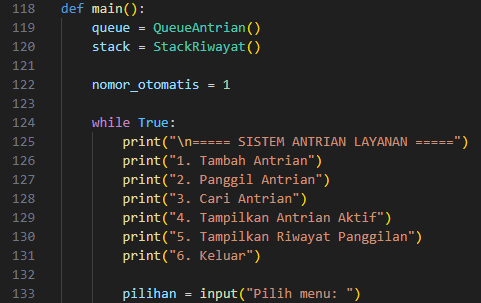 118 def main():
119     queue = QueueAntrian()
120     stack = StackRiwayat()
121
122     nomor_otomatis = 1
123
124     while True:
125         print("\n===== SISTEM ANTRIAN LAYANAN =====")
126         print("1. Tambah Antrian")
127         print("2. Panggil Antrian")
128         print("3. Cari Antrian")
129         print("4. Tampilkan Antrian Aktif")
130         print("5. Tampilkan Riwayat Panggilan")
131         print("6. Keluar")
132
133         pilihan = input("Pilih menu: ")